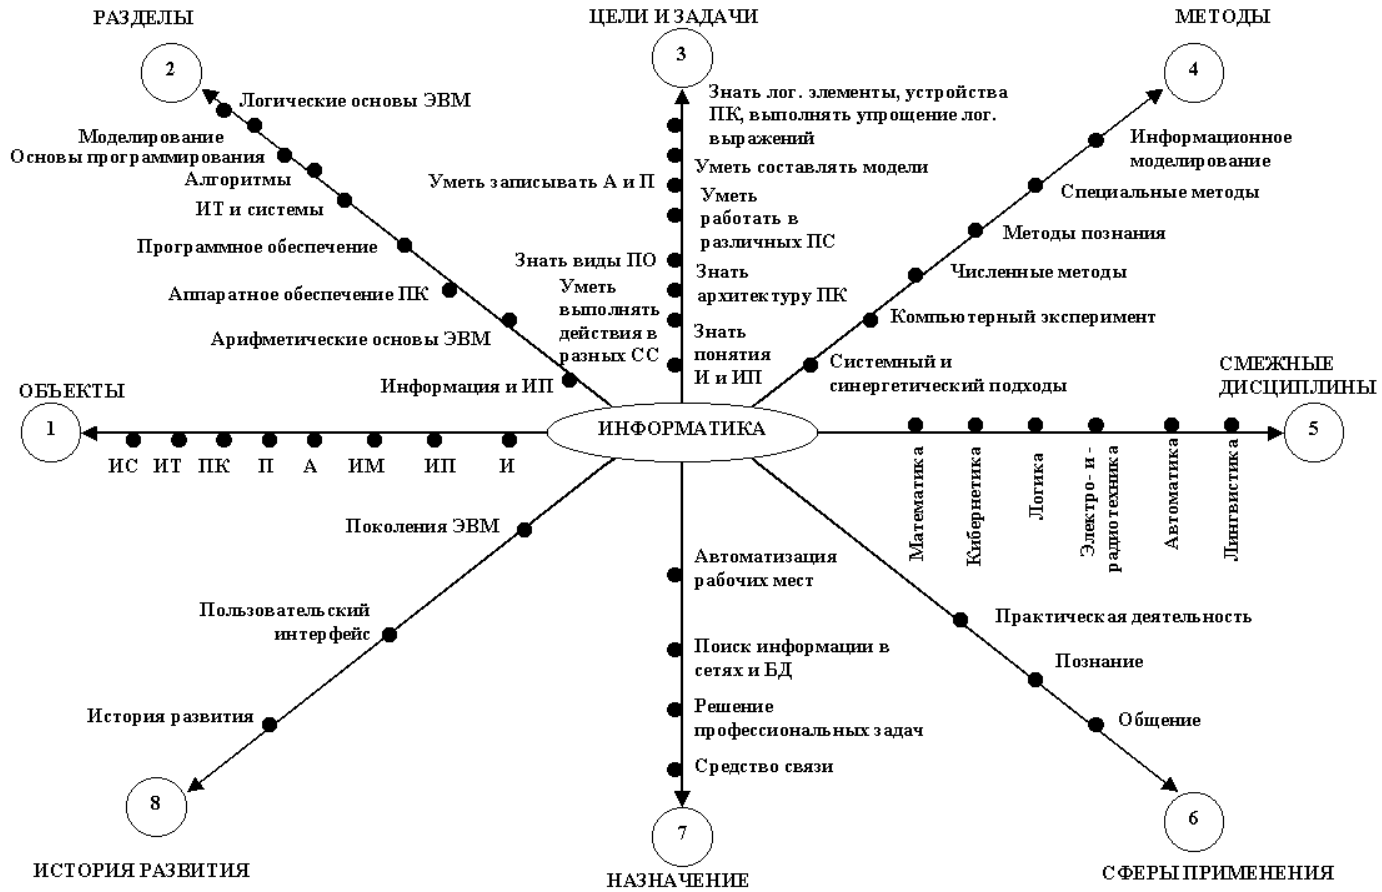 РАЗДЕЛЫ
ЦЕЛИ И ЗАДАЧИ
МЕТОДЫ
2
3
4
Логические основы ЭВМ
Моделирование
Основы программирования
Алгоритмы
ИТ и системы
Программное обеспечение
Аппаратное обеспечение ПК
Арифметические основы ЭВМ
Информация и ИП
Знать лог. элементы, устройства
ПК, выполнять упрощение лог.
выражений
Уметь составлять модели
Уметь записывать А и П
Уметь
работать в
различных ПС
Знать виды ПО
Знать
архитектуру ПК
Уметь
выполнять
действия в
разных СС
Знать
понятия
И и ИП
Информационное
моделирование
Специальные методы
Методы познания
Численные методы
Компьютерный эксперимент
Системный и
синергетический подходы
ОБЪЕКТЫ
1
ИС ИТ ПК П А ИМ ИП И
ИНФОРМАТИКА
СМЕЖНЫЕ
ДИСЦИПЛИНЫ
5
Математика
Кибернетика
Логика
Электро- и -
радиотехника
Автоматика
Лингвистика
Поколения ЭВМ
Пользовательский
интерфейс
История развития
8
ИСТОРИЯ РАЗВИТИЯ
Автоматизация
рабочих мест
Поиск информации в
сетях и БД
Решение
профессиональных задач
Средство связи
7
НАЗНАЧЕНИЕ
Практическая деятельность
Познание
Общение
6
СФЕРЫ ПРИМЕНЕНИЯ